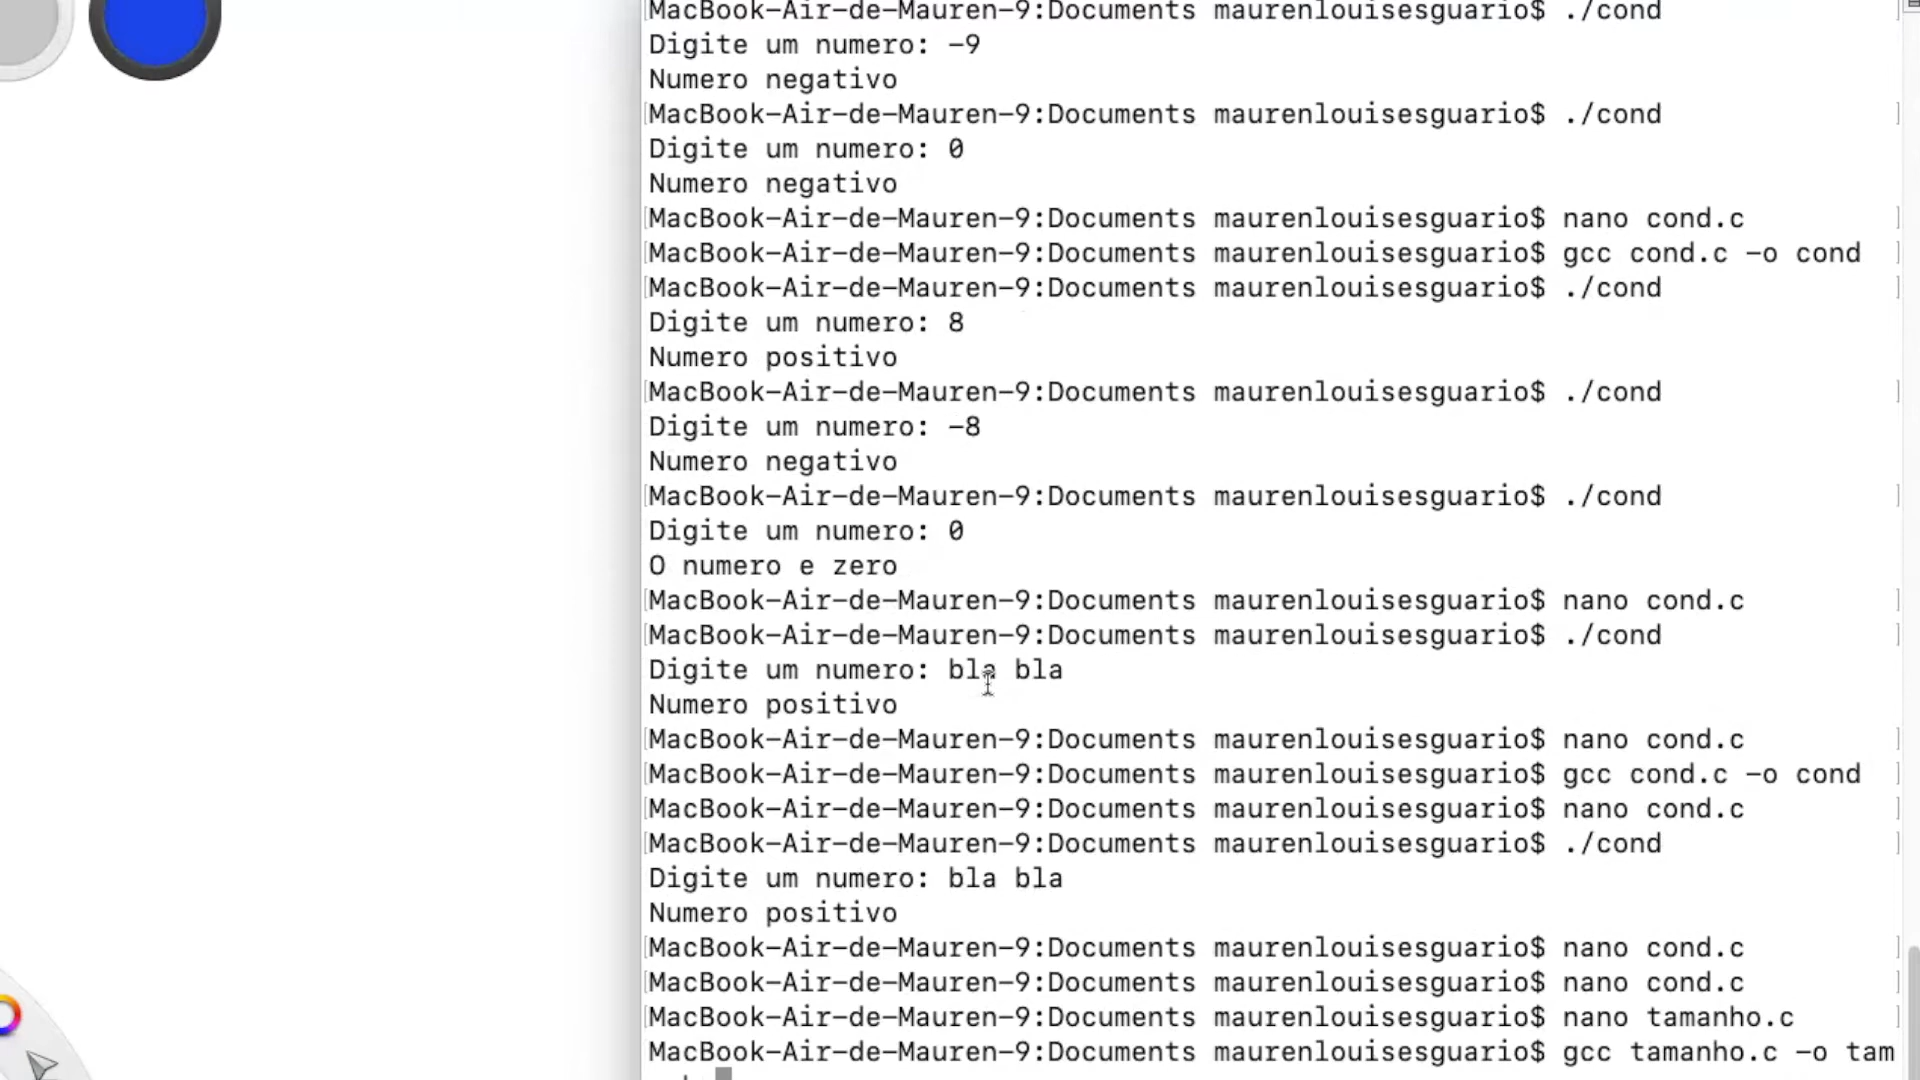 MacBook-Air-de-Mauren-9:Documents maurenlouisesguario$ ./cond
Digite um numero: -9
Numero negativo
MacBook-Air-de-Mauren-9:Documents maurenlouisesguario$ ./cond
Digite um numero: 0
Numero negativo
MacBook-Air-de-Mauren-9:Documents maurenlouisesguario$ nano cond.c
MacBook-Air-de-Mauren-9:Documents maurenlouisesguario$ gcc cond.c -o cond
MacBook-Air-de-Mauren-9:Documents maurenlouisesguario$ ./cond
Digite um numero: 8
Numero positivo
MacBook-Air-de-Mauren-9:Documents maurenlouisesguario$ ./cond
Digite um numero: -8
Numero negativo
MacBook-Air-de-Mauren-9:Documents maurenlouisesguario$ ./cond
Digite um numero: 0
O numero e zero
MacBook-Air-de-Mauren-9:Documents maurenlouisesguario$ nano cond.c
MacBook-Air-de-Mauren-9:Documents maurenlouisesguario$ ./cond
Digite um numero: bla bla
Numero positivo
MacBook-Air-de-Mauren-9:Documents maurenlouisesguario$ nano cond.c
MacBook-Air-de-Mauren-9:Documents maurenlouisesguario$ gcc cond.c -o cond
MacBook-Air-de-Mauren-9:Documents maurenlouisesguario$ nano cond.c
MacBook-Air-de-Mauren-9:Documents maurenlouisesguario$ ./cond
Digite um numero: bla bla
Numero positivo
MacBook-Air-de-Mauren-9:Documents maurenlouisesguario$ nano cond.c
MacBook-Air-de-Mauren-9:Documents maurenlouisesguario$ nano cond.c
MacBook-Air-de-Mauren-9:Documents maurenlouisesguario$ nano tamanho.c
MacBook-Air-de-Mauren-9:Documents maurenlouisesguario$ gcc tamanho.c -o tam